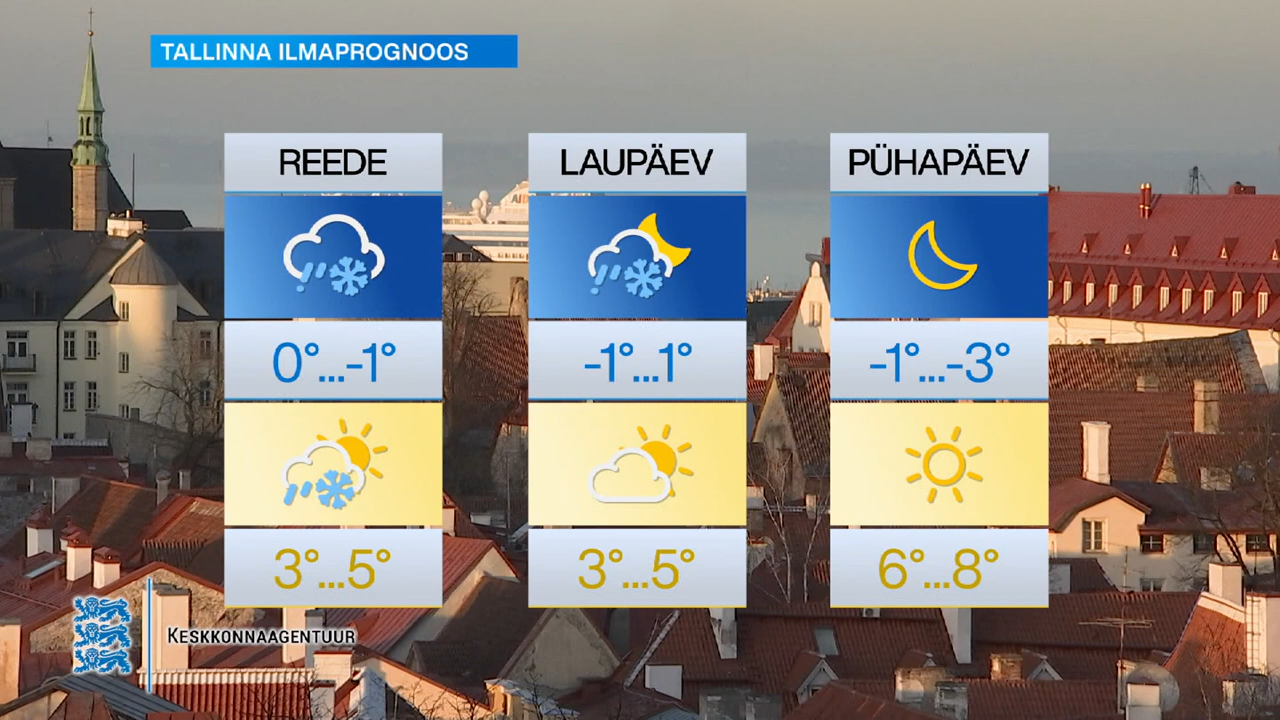 TALLINNA ILMAPROGNOOS
REEDE
0°...-1°
3°...5°
LAUPÄEV
-1°...1°
3°...5°
PÜHAPÄEV
-1°...-3°
6°...8°
KESKKONNAAGENTUUR